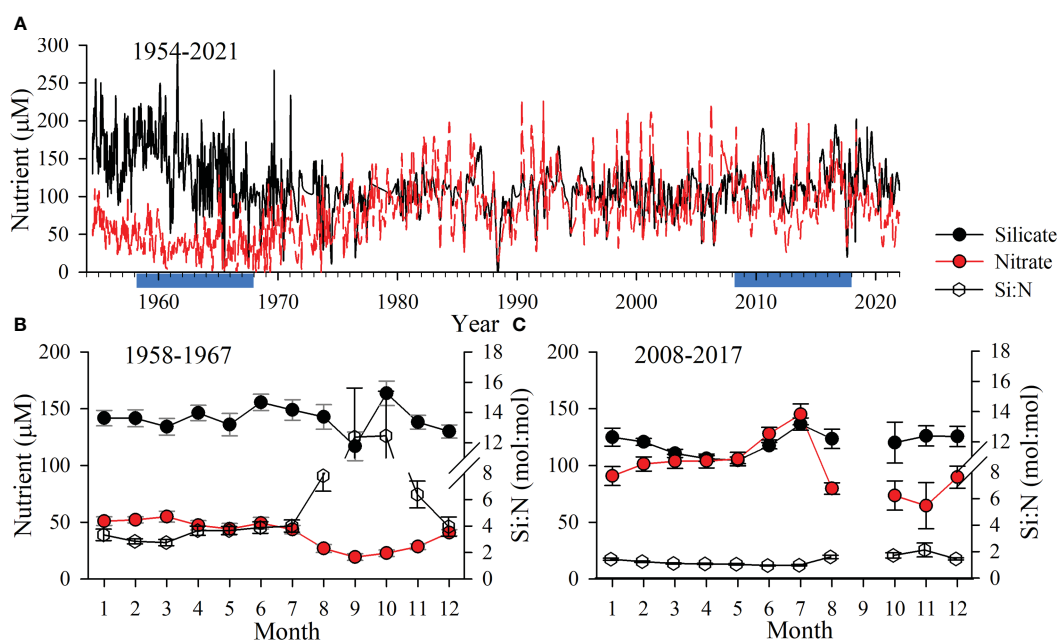 A
1954-2021
Nutrient (μM)
300
250
200
150
100
50
0
1960 1970 1980 1990 2000 2010 2020
Year
Silicate
Nitrate
Si:N
B
1958-1967
Nutrient (μM)
200
150
100
50
0
18
16
14
12
8
6
4
2
0
Si:N (mol:mol)
1 2 3 4 5 6 7 8 9 10 11 12
Month
C
2008-2017
200
150
100
50
0
18
16
14
12
8
6
4
2
0
Si:N (mol:mol)
1 2 3 4 5 6 7 8 9 10 11 12
Month